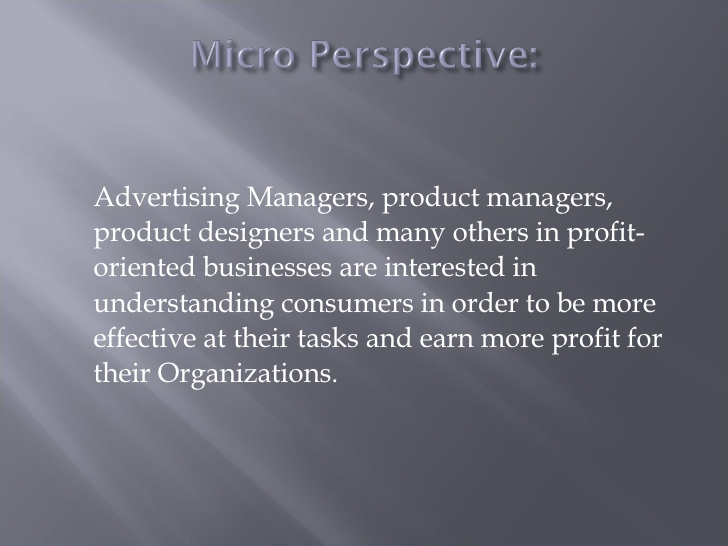 Micro Perspective:
Advertising Managers, product managers,
product designers and many others in profit-
oriented businesses are interested in
understanding consumers in order to be more
effective at their tasks and earn more profit for
their Organizations.